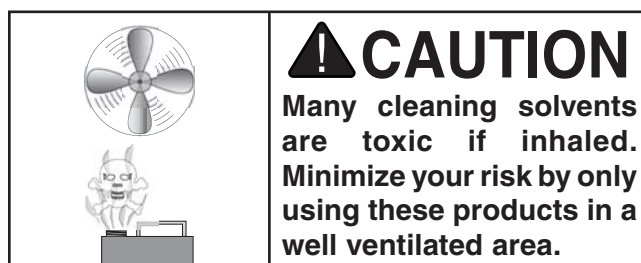 CAUTION
Many cleaning solvents
are toxic if inhaled.
Minimize your risk by only
using these products in a
well ventilated area.